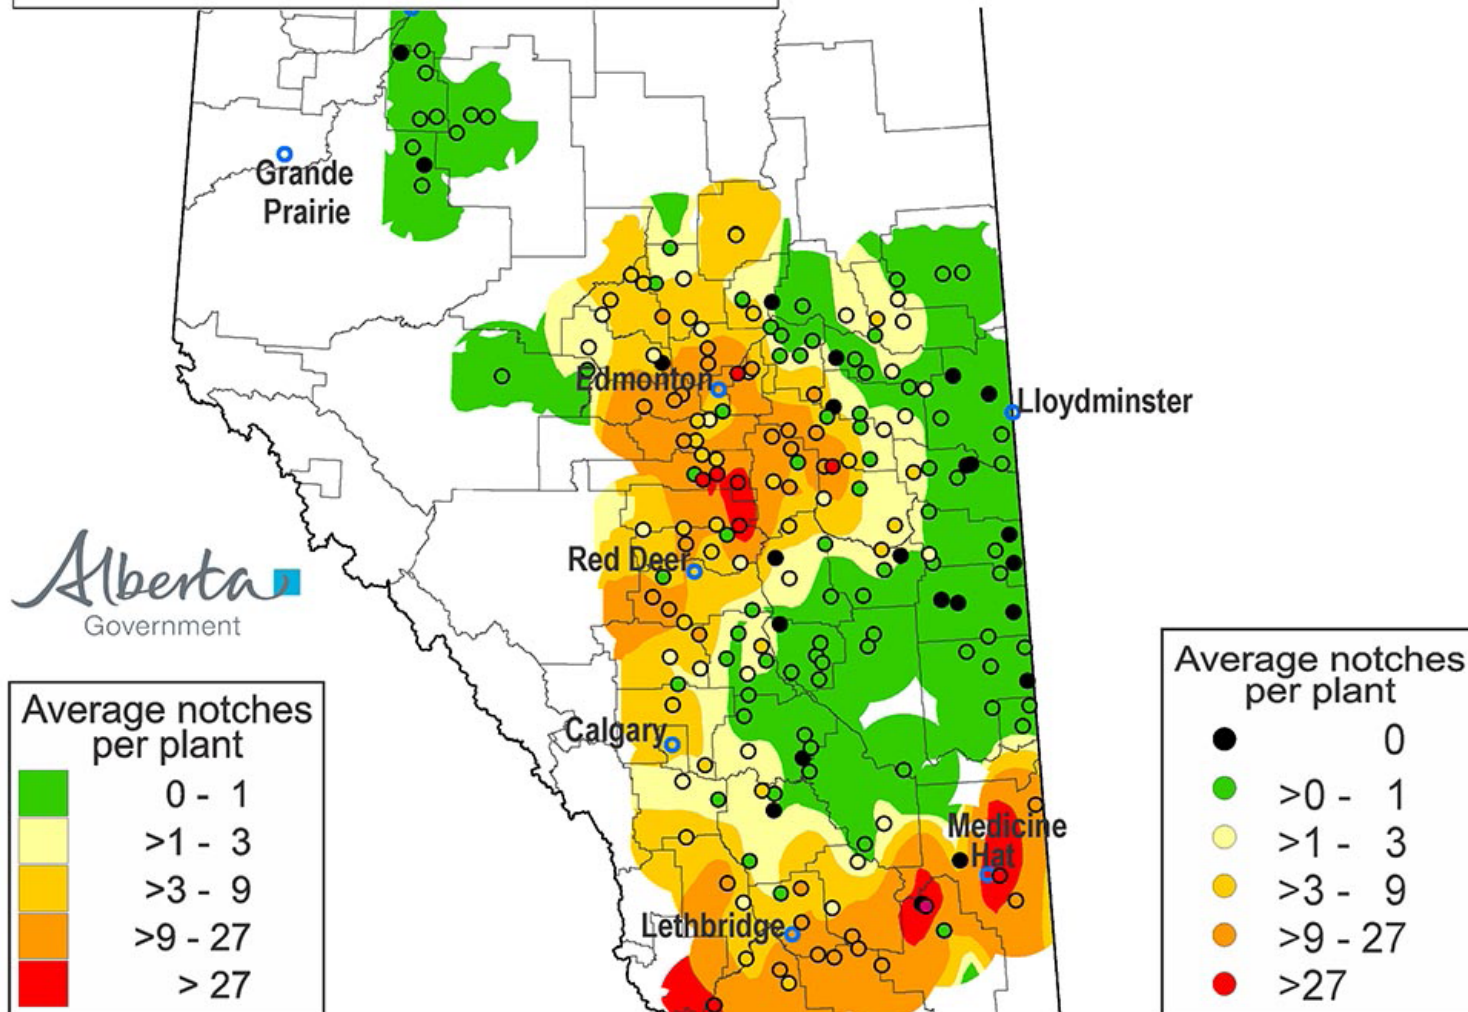 Grande
Prairie
Edmonton
Lloydminster
Red Deer
Alberta
Government
Calgary
Medicine
Hat
Lethbridge
Average notches
per plant
0 - 1
>1 - 3
>3 - 9
>9 - 27
> 27
Average notches
per plant
0
>0 - 1
>1 - 3
>3 - 9
>9 - 27
>27